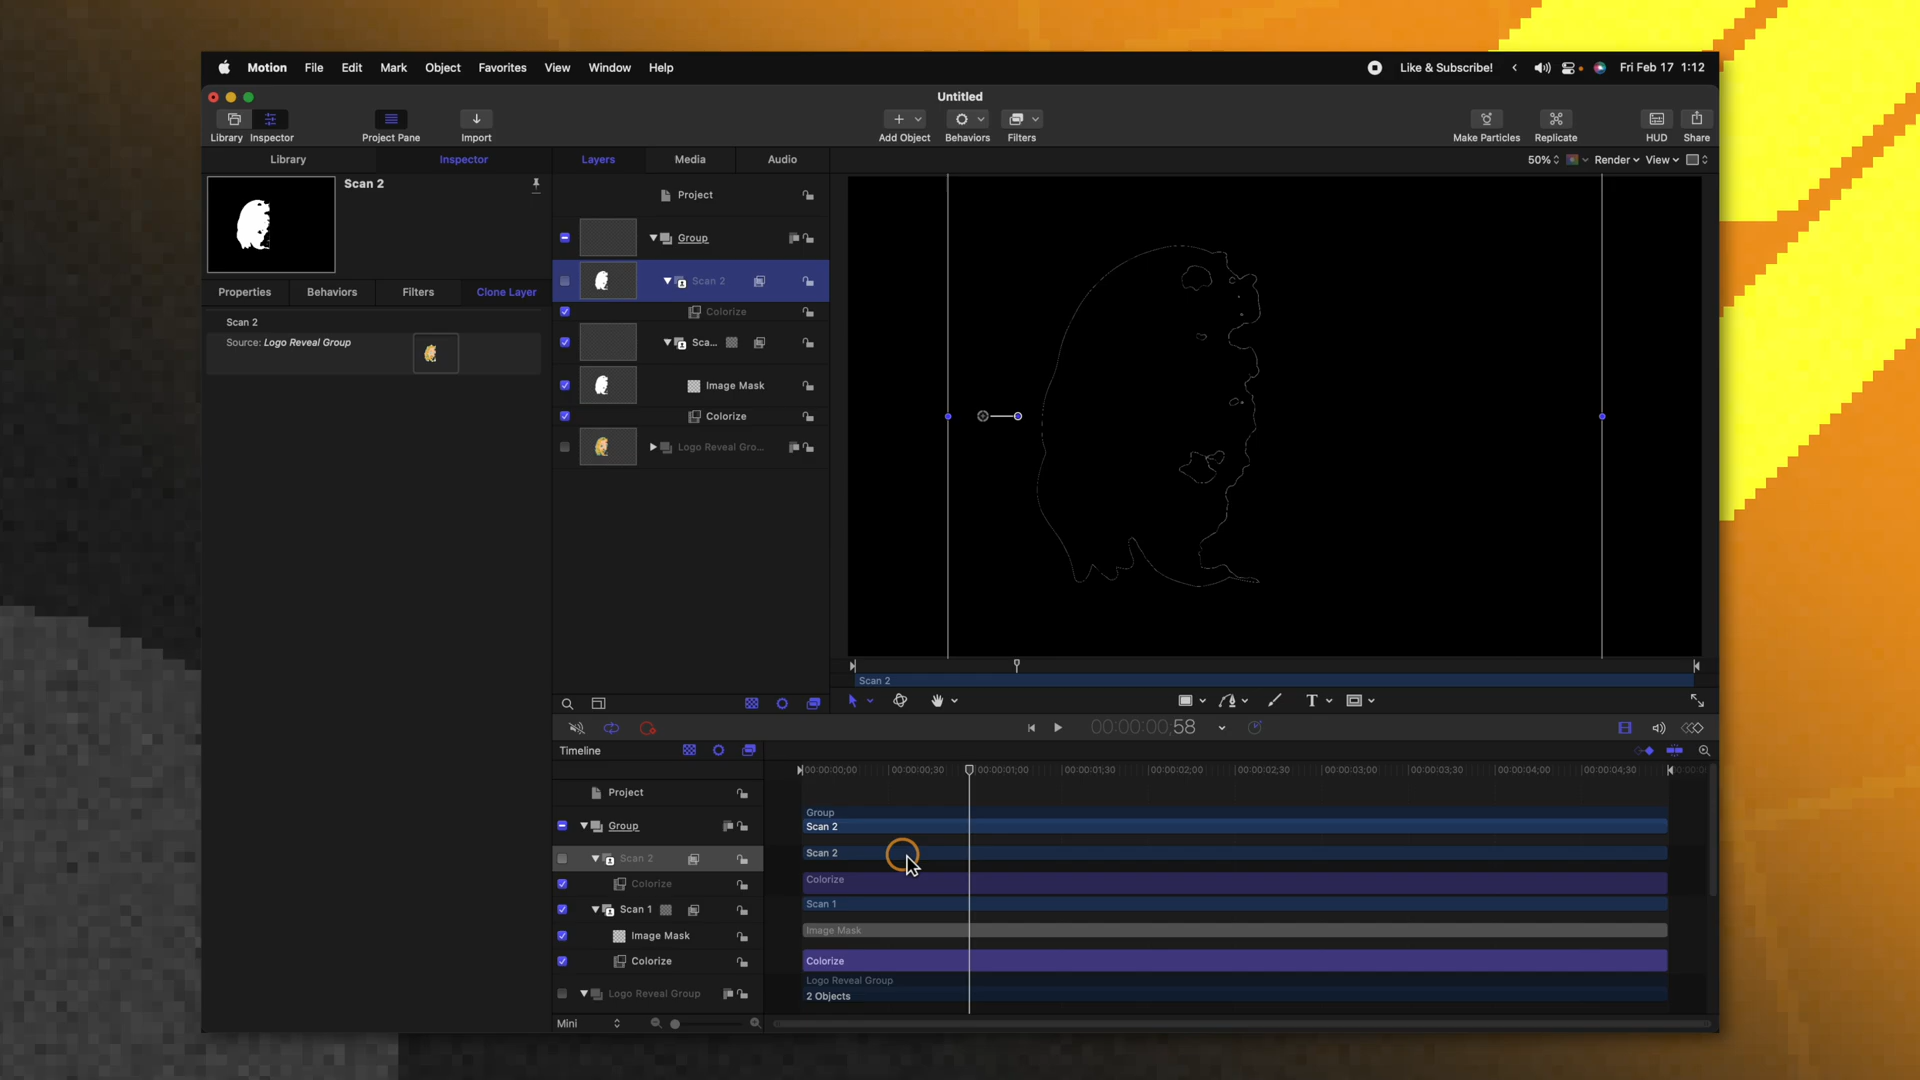 Motion File Edit Mark Object Favorites View Window Help
Like & Subscribe! Fri Feb 17 1:12
Untitled
Library Inspector Project Pane Import Add Object Behaviors Filters Make Particles Replicate HUD Share
Library Inspector Layers Media Audio 50% Render View
Scan 2
Project
Group
Scan 2
Properties Behaviors Filters Clone Layer
Colorize
Scan 2
Source: Logo Reveal Group
Sca...
Image Mask
Colorize
Logo Reveal Gro...
Scan 2
T
00:00:00;58
Timeline
00:00:00;00 00:00:00;30 00:00:01;00 00:00:01;30 00:00:02;00 00:00:02;30 00:00:03;00 00:00:03;30 00:00:04;00 00:00:04;30
Project
Group
Group
Scan 2
Scan 2
Scan 2
Colorize
Colorize
Scan 1
Scan 1
Image Mask
Image Mask
Colorize
Colorize
Logo Reveal Group
Logo Reveal Group
2 Objects
Mini